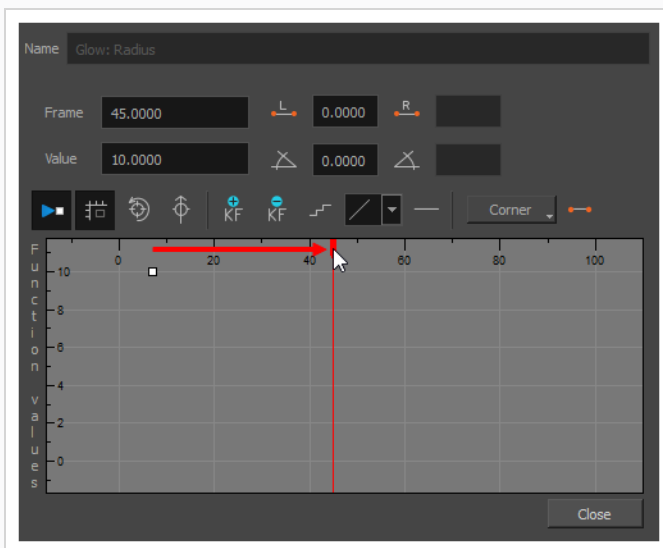 Name Glow: Radius
Frame 45.0000 L 0.0000 R
Value 10.0000 0.0000
KF KF Corner
Function values
0 20 40 60 80 100
10
8
6
4
2
0
Close